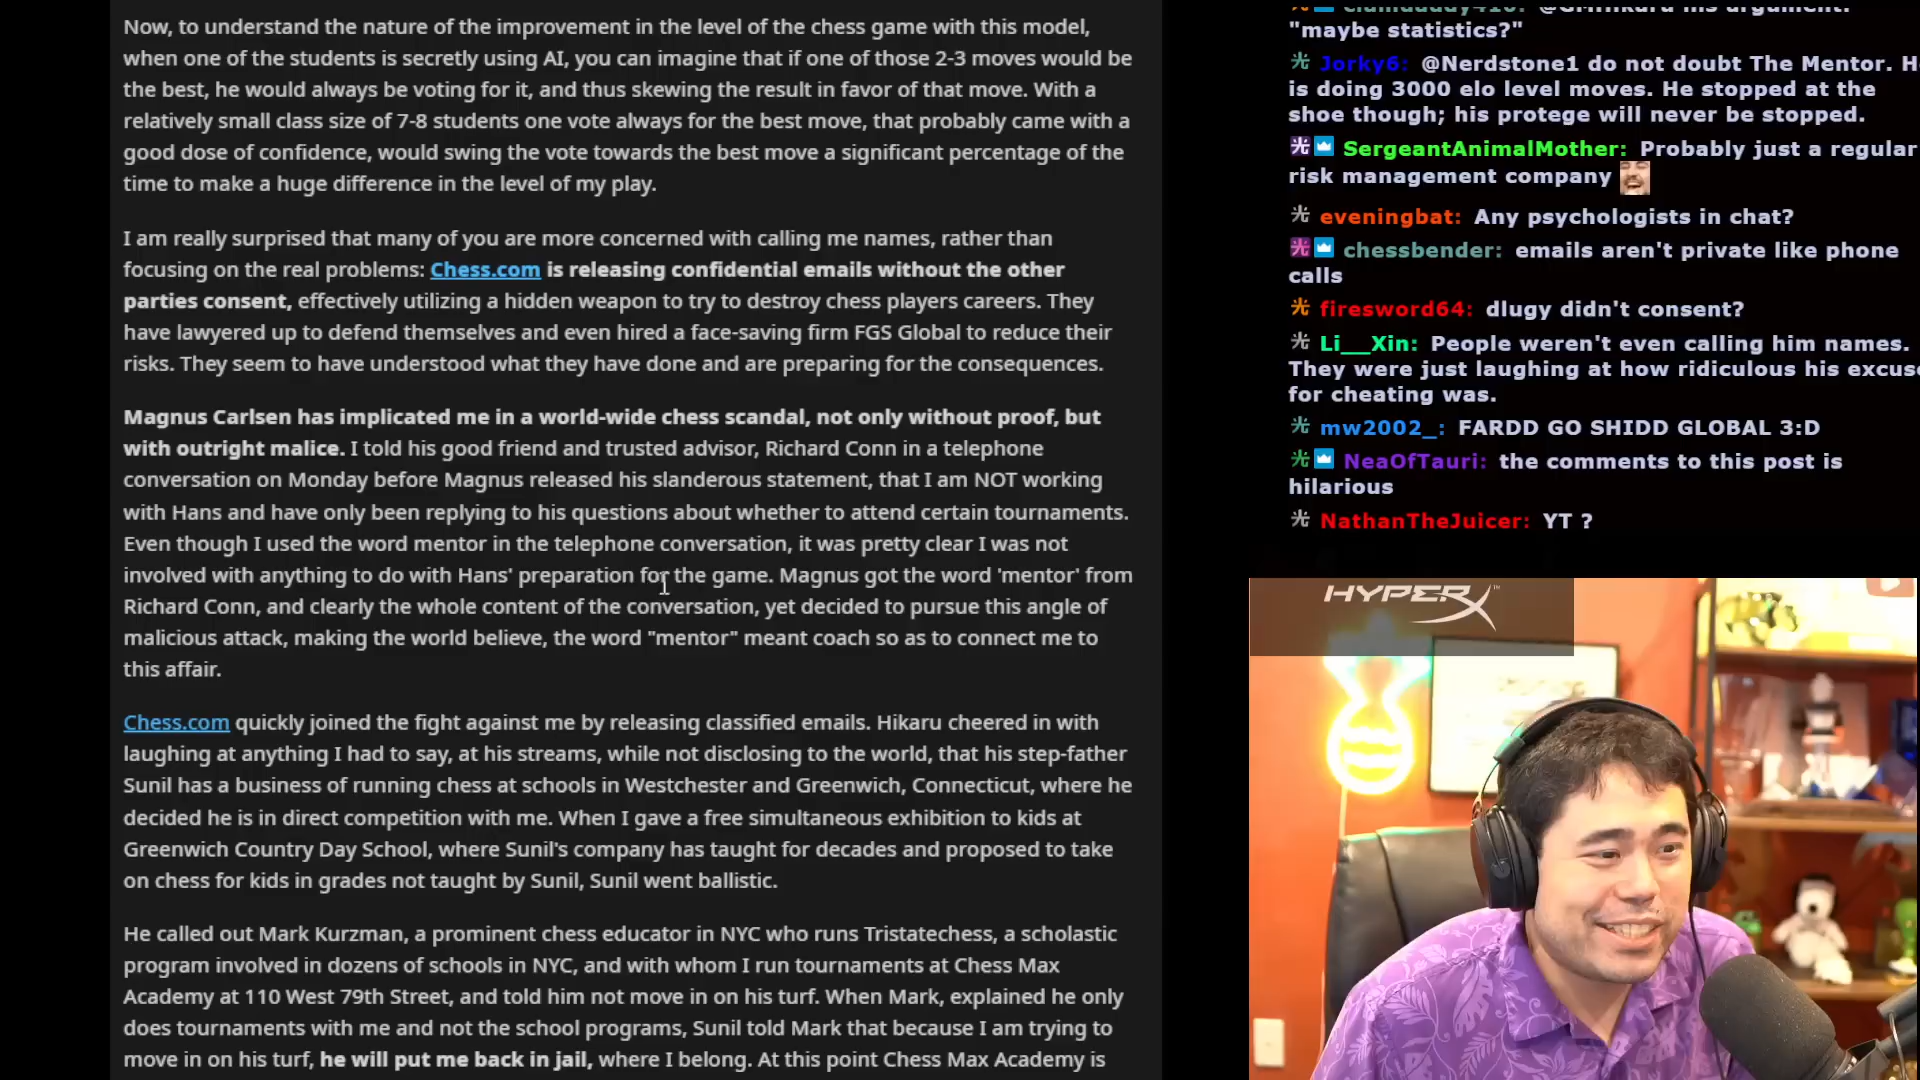 Now, to understand the nature of the improvement in the level of the chess game with this model,
when one of the students is secretly using AI, you can imagine that if one of those 2-3 moves would be
the best, he would always be voting for it, and thus skewing the result in favor of that move. With a
relatively small class size of 7-8 students one vote always for the best move, that probably came with a
good dose of confidence, would swing the vote towards the best move a significant percentage of the
time to make a huge difference in the level of my play.
I am really surprised that many of you are more concerned with calling me names, rather than
focusing on the real problems: Chess.com is releasing confidential emails without the other
parties consent, effectively utilizing a hidden weapon to try to destroy chess players careers. They
have lawyered up to defend themselves and even hired a face-saving firm FGS Global to reduce their
risks. They seem to have understood what they have done and are preparing for the consequences.
Magnus Carlsen has implicated me in a world-wide chess scandal, not only without proof, but
with outright malice. I told his good friend and trusted advisor, Richard Conn in a telephone
conversation on Monday before Magnus released his slanderous statement, that I am NOT working
with Hans and have only been replying to his questions about whether to attend certain tournaments.
Even though I used the word mentor in the telephone conversation, it was pretty clear I was not
involved with anything to do with Hans' preparation for the game. Magnus got the word 'mentor' from
Richard Conn, and clearly the whole content of the conversation, yet decided to pursue this angle of
malicious attack, making the world believe, the word "mentor" meant coach so as to connect me to
this affair.
Chess.com quickly joined the fight against me by releasing classified emails. Hikaru cheered in with
laughing at anything I had to say, at his streams, while not disclosing to the world, that his step-father
Sunil has a business of running chess at schools in Westchester and Greenwich, Connecticut, where he
decided he is in direct competition with me. When I gave a free simultaneous exhibition to kids at
Greenwich Country Day School, where Sunil's company has taught for decades and proposed to take
on chess for kids in grades not taught by Sunil, Sunil went ballistic.
He called out Mark Kurzman, a prominent chess educator in NYC who runs Tristatechess, a scholastic
program involved in dozens of schools in NYC, and with whom I run tournaments at Chess Max
Academy at 110 West 79th Street, and told him not move in on his turf. When Mark, explained he only
does tournaments with me and not the school programs, Sunil told Mark that because I am trying to
move in on his turf, he will put me back in jail, where I belong. At this point Chess Max Academy is
his argument:
"maybe statistics?"
Jorky6: @Nerdstone1 do not doubt The Mentor. H
is doing 3000 elo level moves. He stopped at the
shoe though; his protege will never be stopped.
SergeantAnimalMother: Probably just a regular
risk management company
eveningbat: Any psychologists in chat?
chessbender: emails aren't private like phone
calls
firesword64: dlugy didn't consent?
Li__Xin: People weren't even calling him names.
They were just laughing at how ridiculous his excus
for cheating was.
mw2002_: FARDD GO SHIDD GLOBAL 3:D
NeaOfTauri: the comments to this post is
hilarious
NathanTheJuicer: YT ?
HYPERX